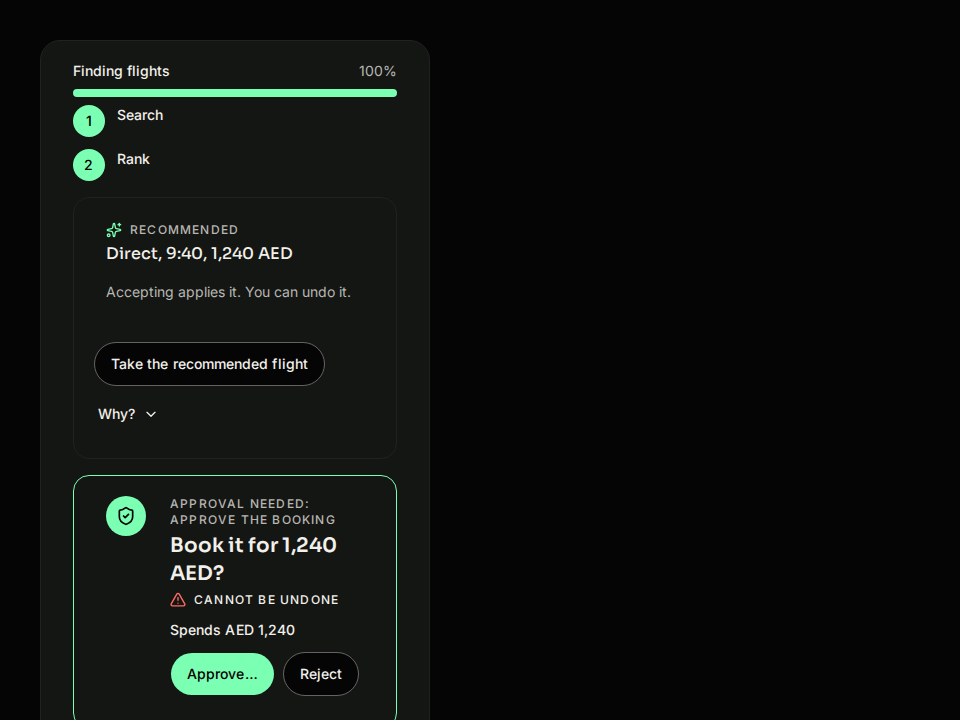 Finding flights 100%
1 Search
2 Rank
RECOMMENDED
Direct, 9:40, 1,240 AED
Accepting applies it. You can undo it.
Take the recommended flight
Why?
APPROVAL NEEDED:
APPROVE THE BOOKING
Book it for 1,240
AED?
CANNOT BE UNDONE
Spends AED 1,240
Approve... Reject